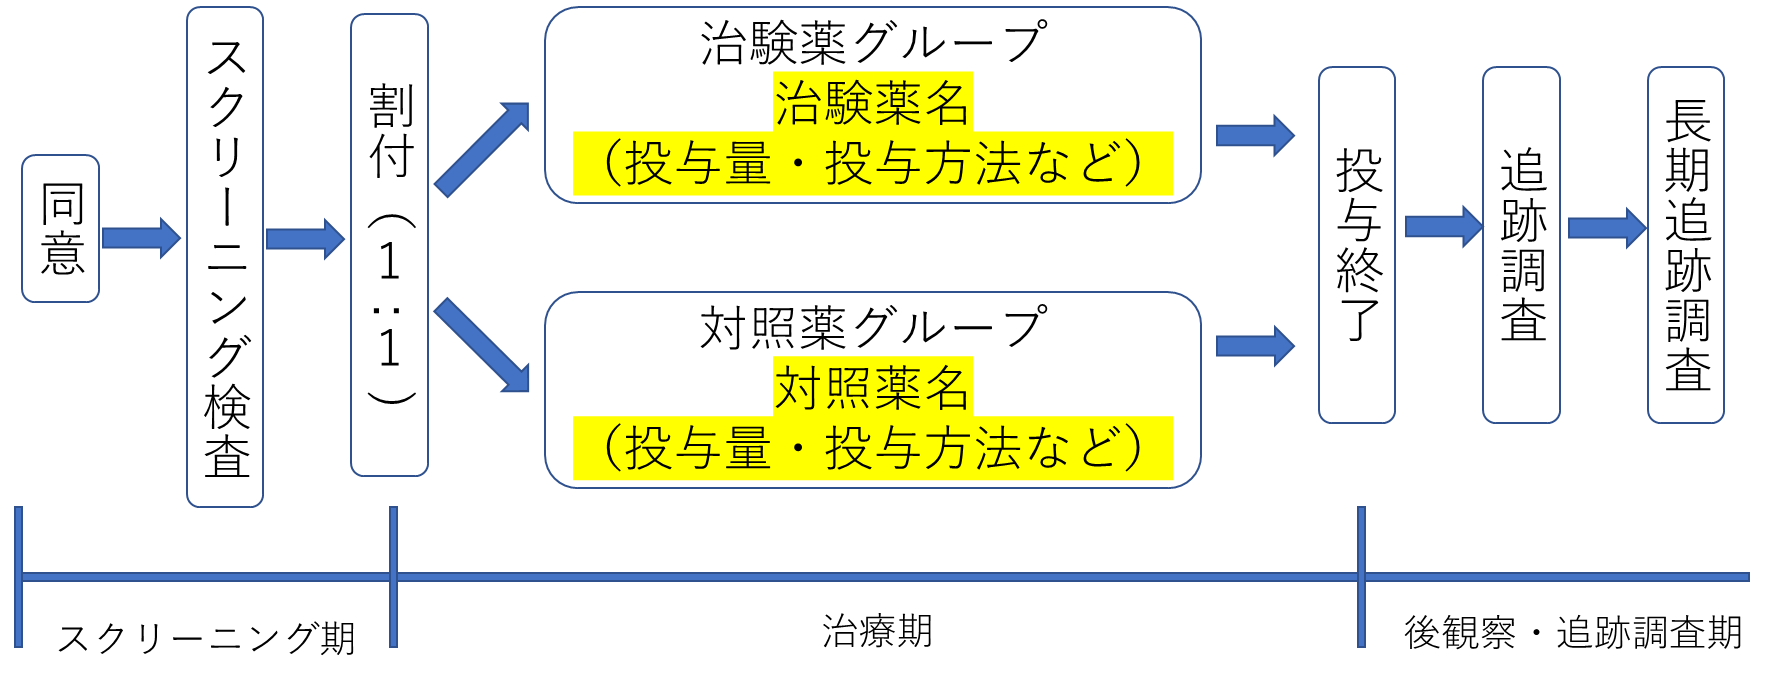 同意
スクリーニング検査
割付（1：1）
治験薬グループ
治験薬名
（投与量・投与方法など）
対照薬グループ
対照薬名
（投与量・投与方法など）
投与終了
追跡調査
長期追跡調査
スクリーニング期
治療期
後観察・追跡調査期